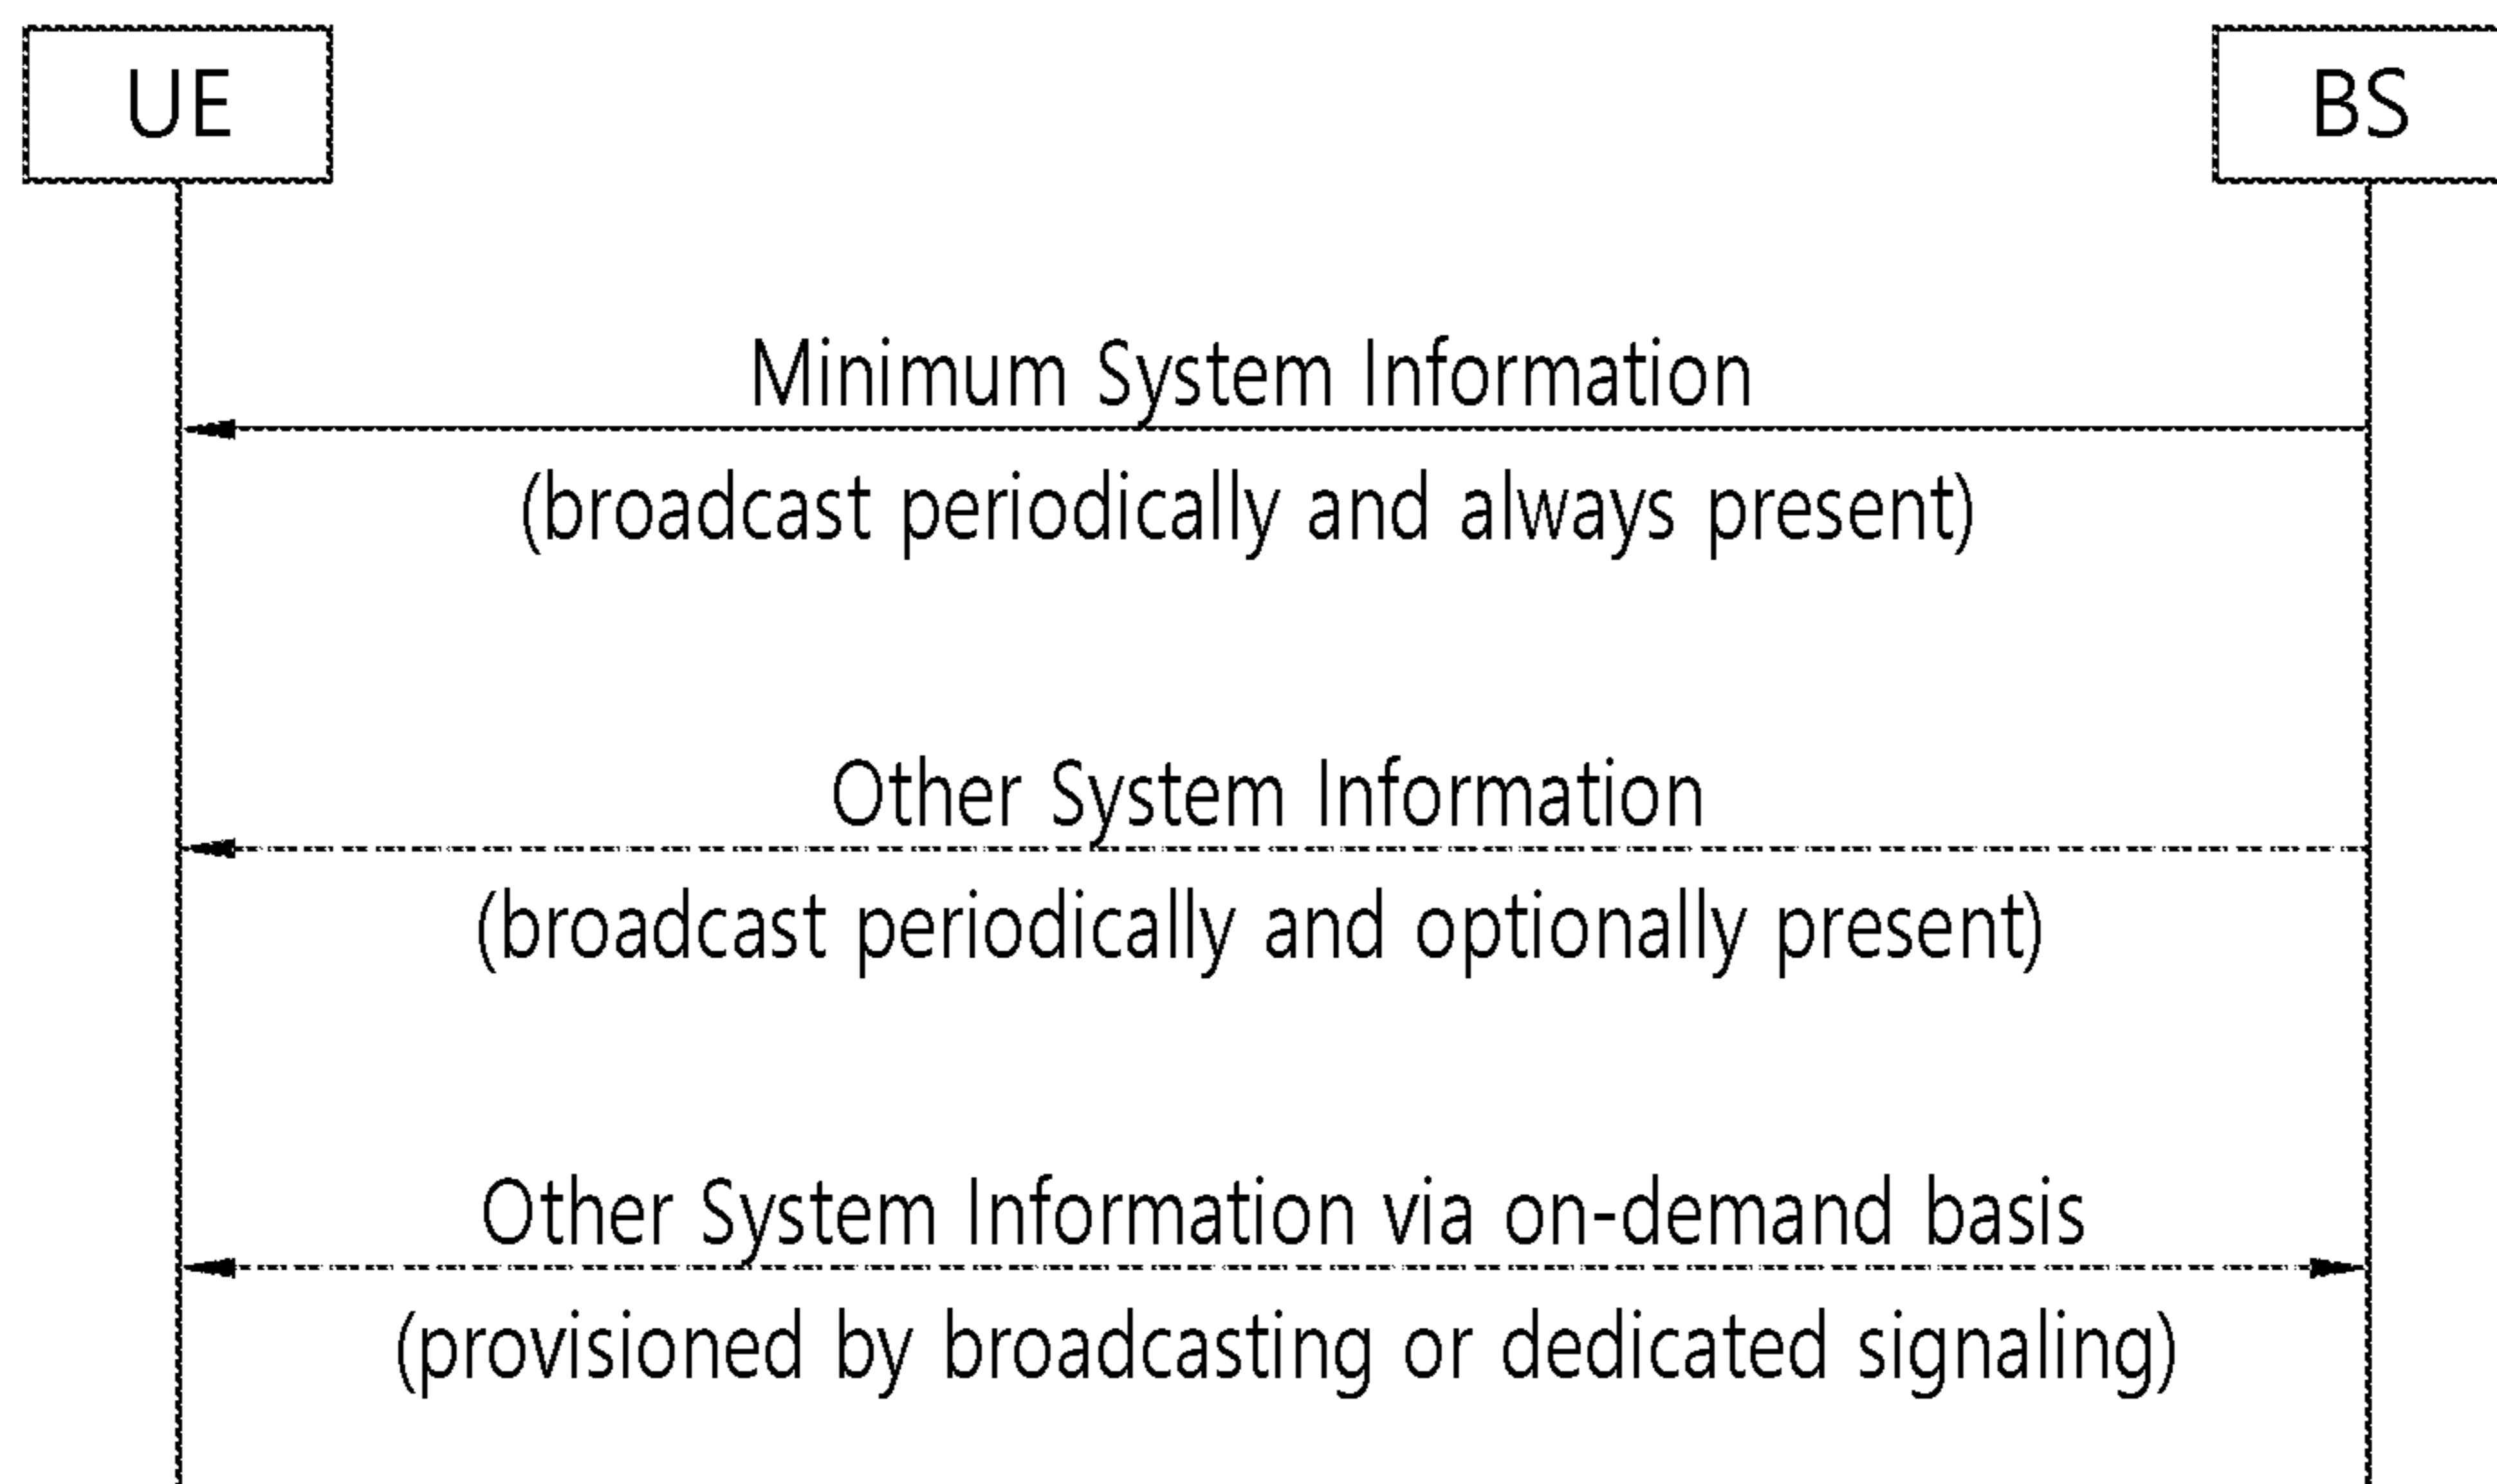 UE
BS
Minimum System Information
(broadcast periodically and always present)
Other System Information
(broadcast periodically and optionally present)
Other System Information via on-demand basis
(provisioned by broadcasting or dedicated signaling)